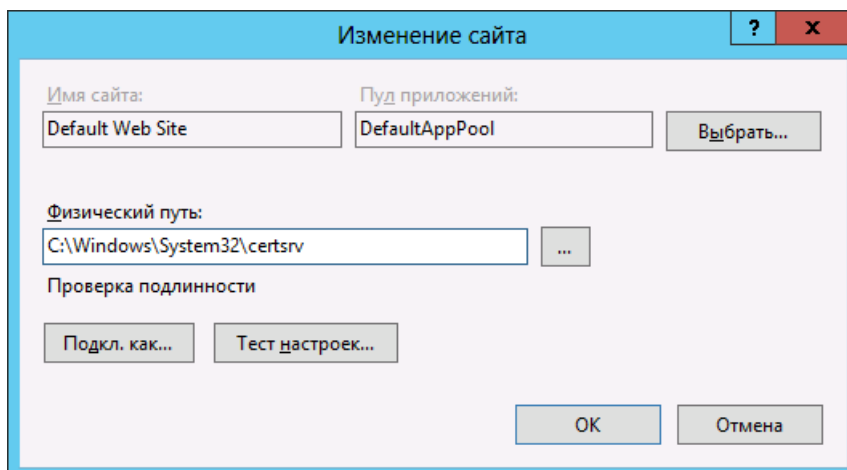 Изменение сайта
?
x
Имя сайта:
Пул приложений:
Default Web Site
DefaultAppPool
Выбрать...
Физический путь:
C:\Windows\System32\certsrv
...
Проверка подлинности
Подкл. как...
Тест настроек...
ОК
Отмена